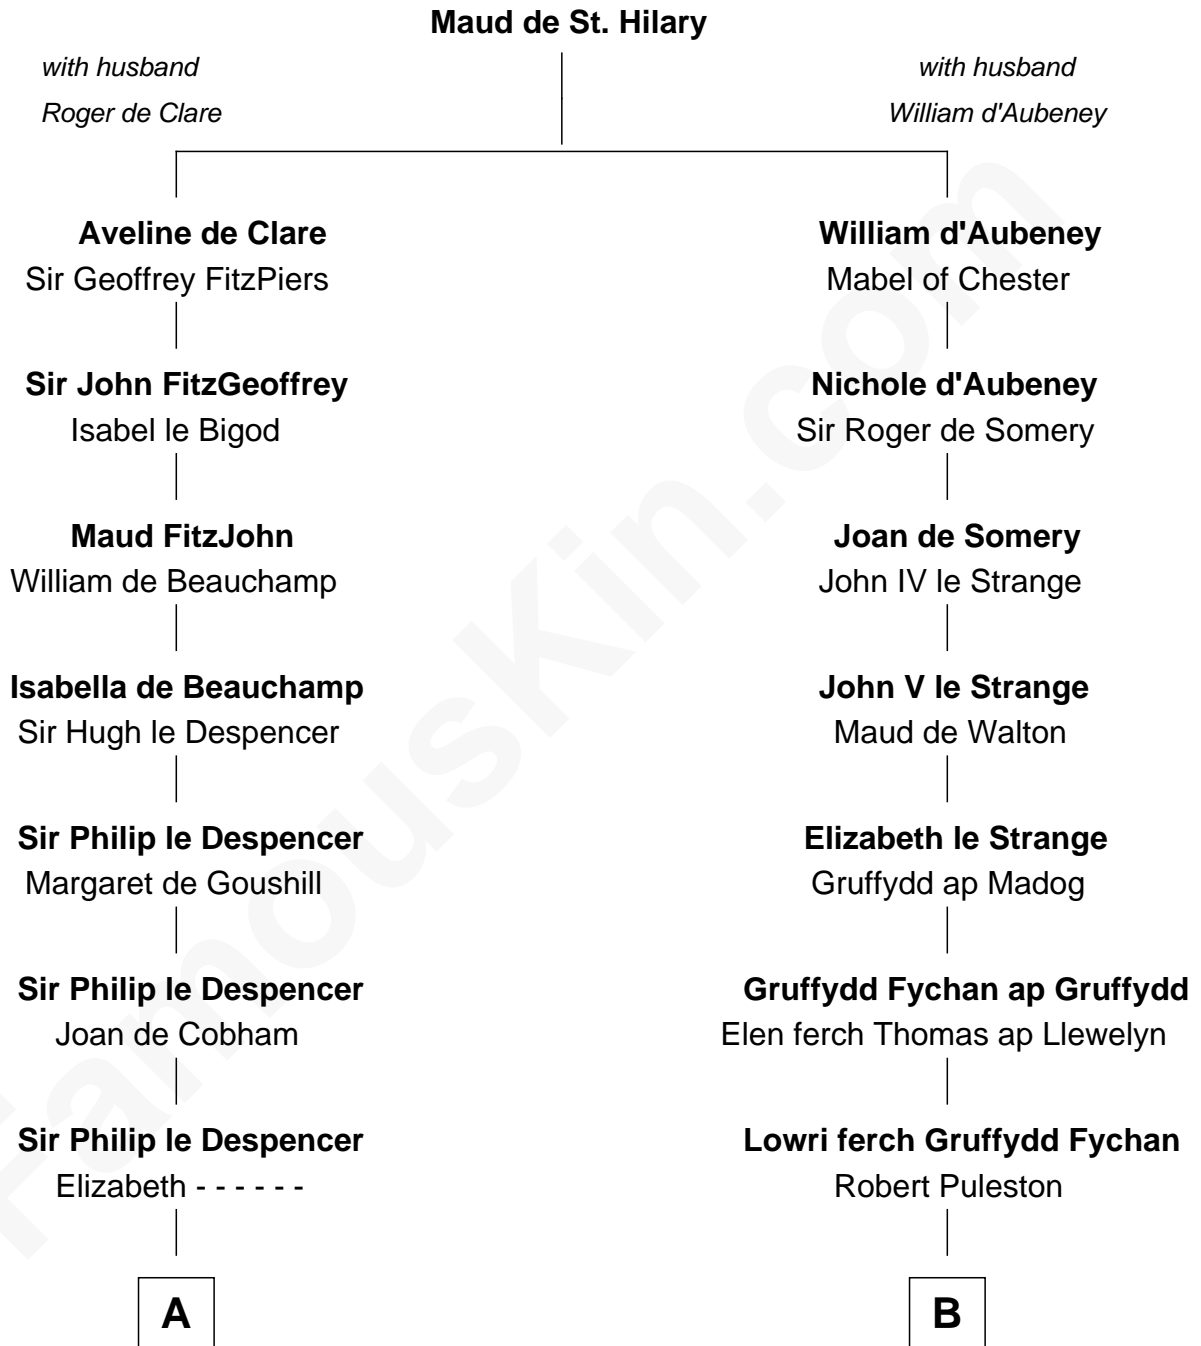 Maud de St. Hilary
with husband
Roger de Clare
with husband
William d'Aubeney
Aveline de Clare
Sir Geoffrey FitzPiers
William d'Aubeney
Mabel of Chester
Sir John FitzGeoffrey
Isabel le Bigod
Nichole d'Aubeney
Sir Roger de Somery
Maud FitzJohn
William de Beauchamp
Joan de Somery
John IV le Strange
Isabella de Beauchamp
Sir Hugh le Despencer
John V le Strange
Maud de Walton
Sir Philip le Despencer
Margaret de Goushill
Elizabeth le Strange
Gruffydd ap Madog
Sir Philip le Despencer
Joan de Cobham
Gruffydd Fychan ap Gruffydd
Elen ferch Thomas ap Llewelyn
Sir Philip le Despencer
Elizabeth - - - - - -
Lowri ferch Gruffydd Fychan
Robert Puleston
A
B
FamousKin.com